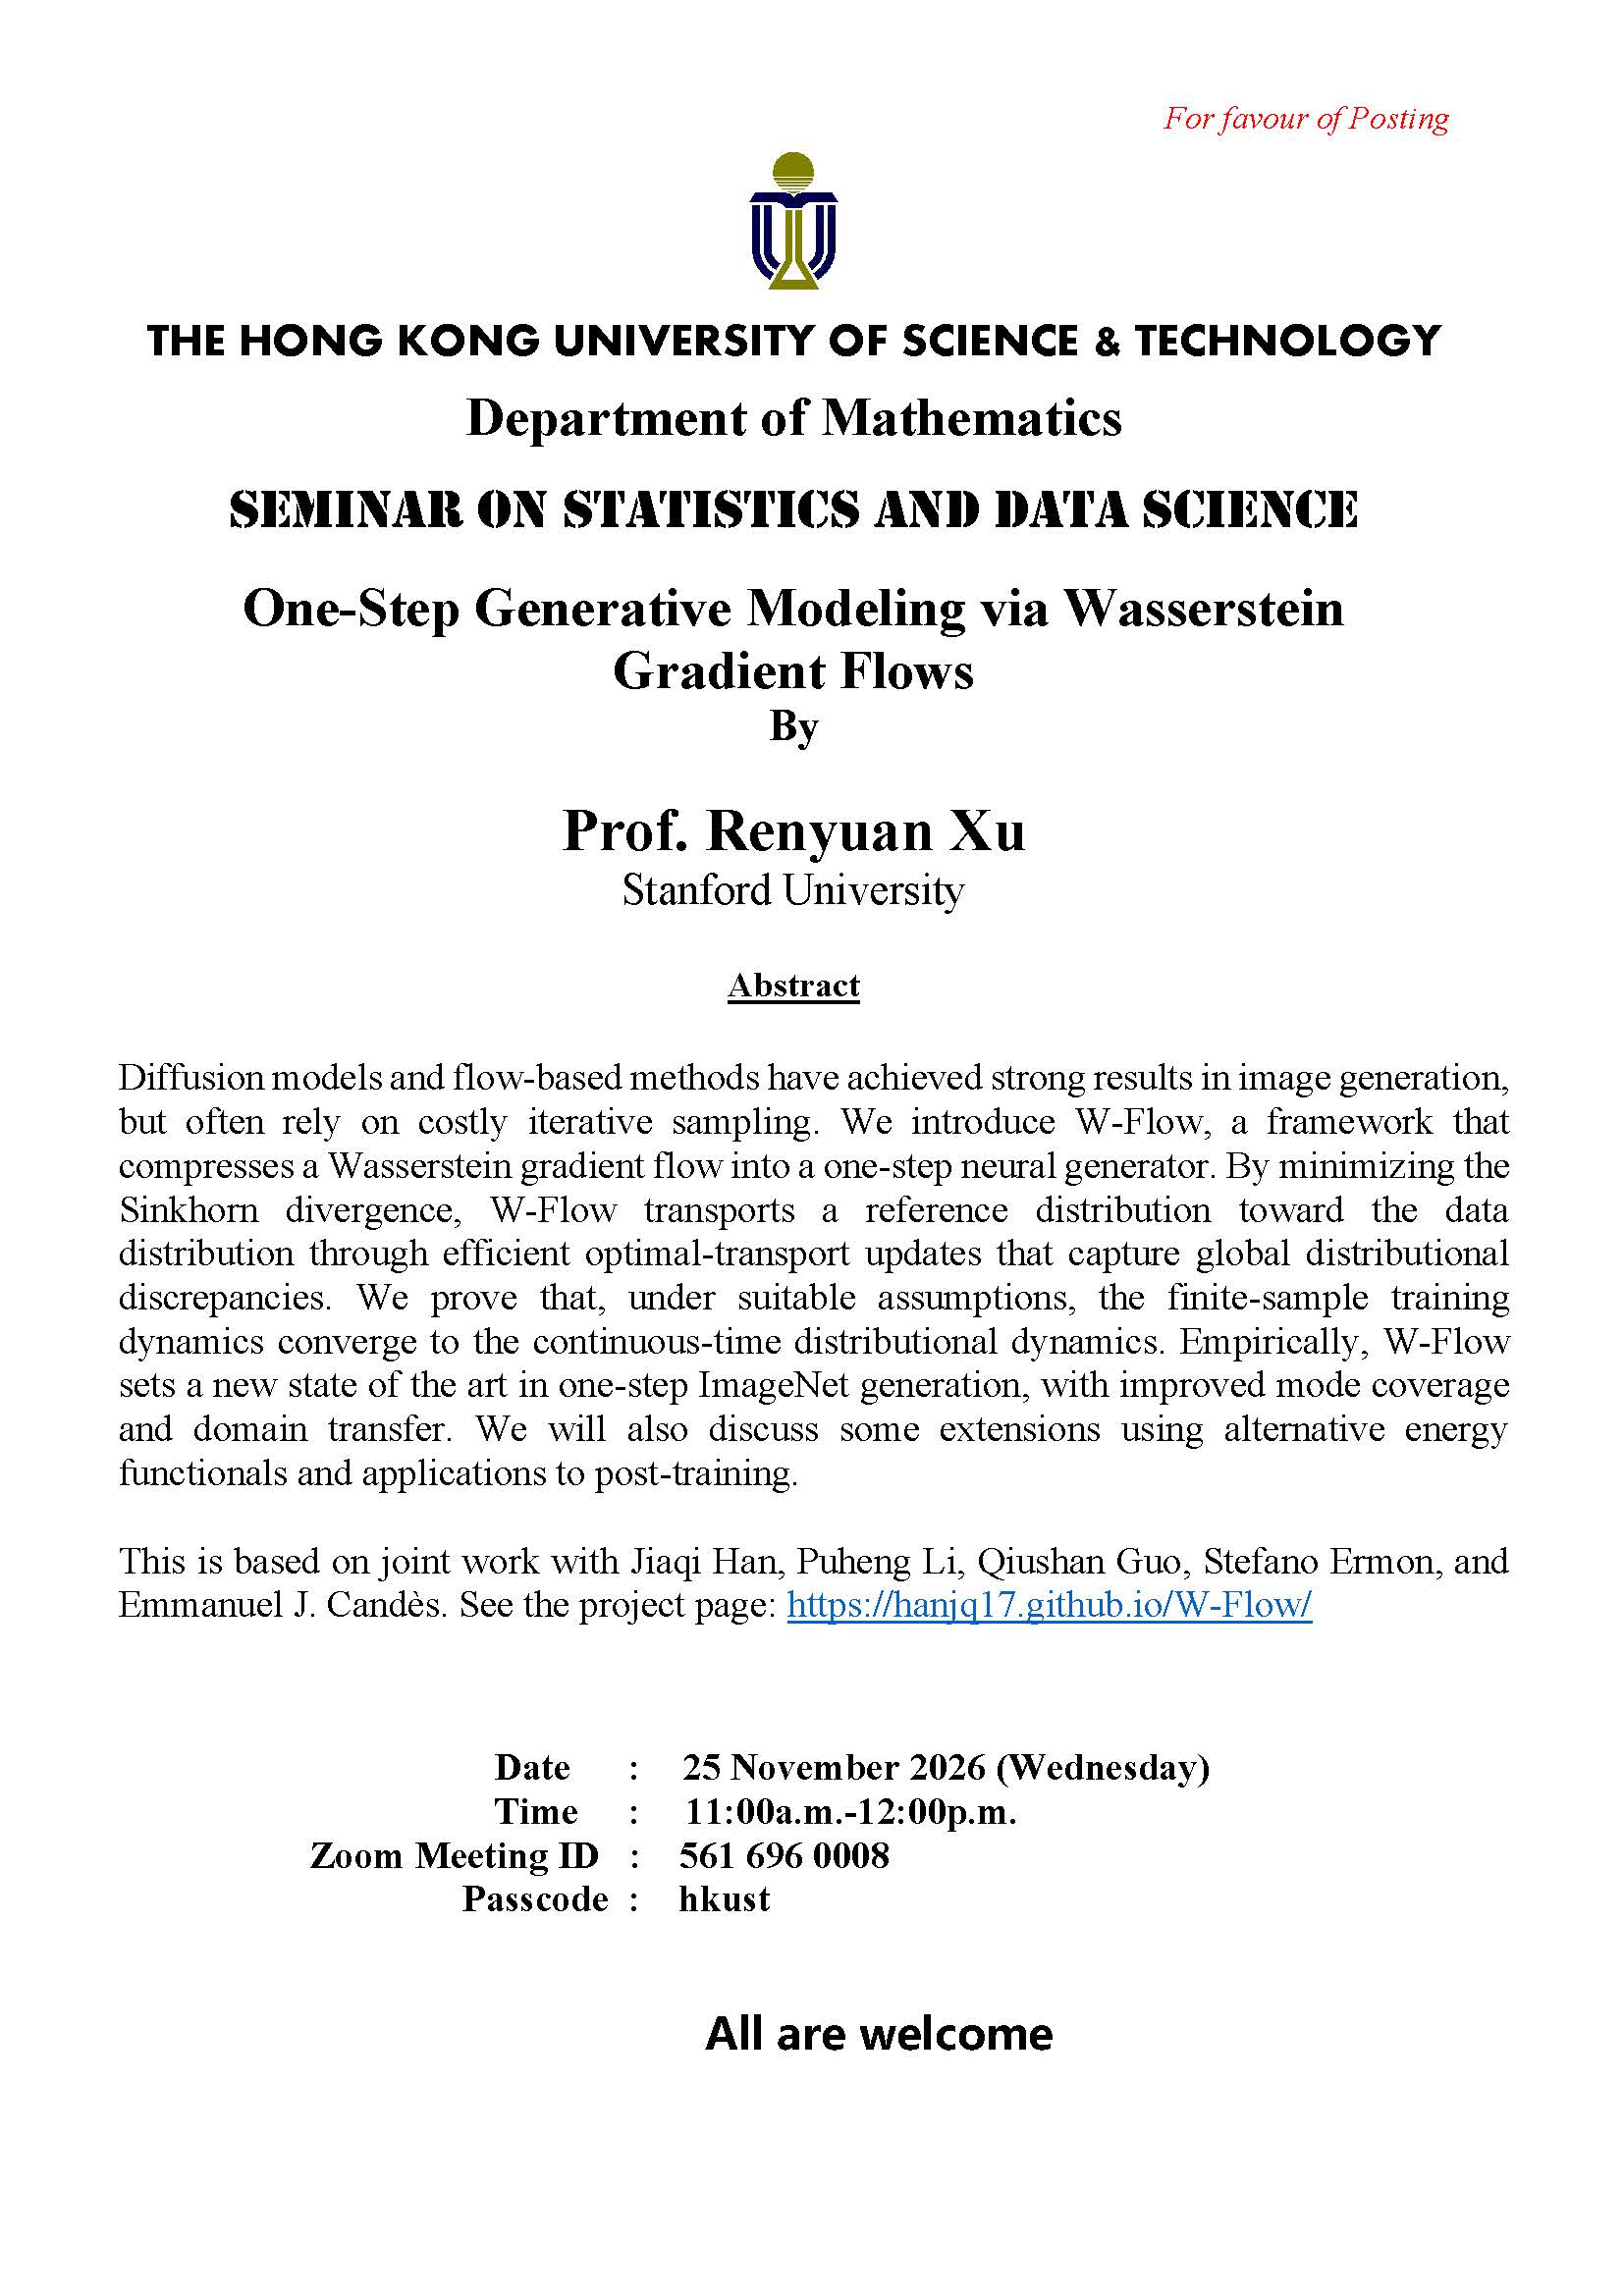 For favour of Posting
THE HONG KONG UNIVERSITY OF SCIENCE & TECHNOLOGY
Department of Mathematics
SEMINAR ON STATISTICS AND DATA SCIENCE
One-Step Generative Modeling via Wasserstein
Gradient Flows
By
Prof. Renyuan Xu
Stanford University
Abstract
Diffusion models and flow-based methods have achieved strong results in image generation,
but often rely on costly iterative sampling. We introduce W-Flow, a framework that
compresses a Wasserstein gradient flow into a one-step neural generator. By minimizing the
Sinkhorn divergence, W-Flow transports a reference distribution toward the data
distribution through efficient optimal-transport updates that capture global distributional
discrepancies. We prove that, under suitable assumptions, the finite-sample training
dynamics converge to the continuous-time distributional dynamics. Empirically, W-Flow
sets a new state of the art in one-step ImageNet generation, with improved mode coverage
and domain transfer. We will also discuss some extensions using alternative energy
functionals and applications to post-training.
This is based on joint work with Jiaqi Han, Puheng Li, Qiushan Guo, Stefano Ermon, and
Emmanuel J. Candès. See the project page: https://hanjq17.github.io/W-Flow/
Date : 25 November 2026 (Wednesday)
Time : 11:00a.m.-12:00p.m.
Zoom Meeting ID : 561 696 0008
Passcode : hkust
All are welcome